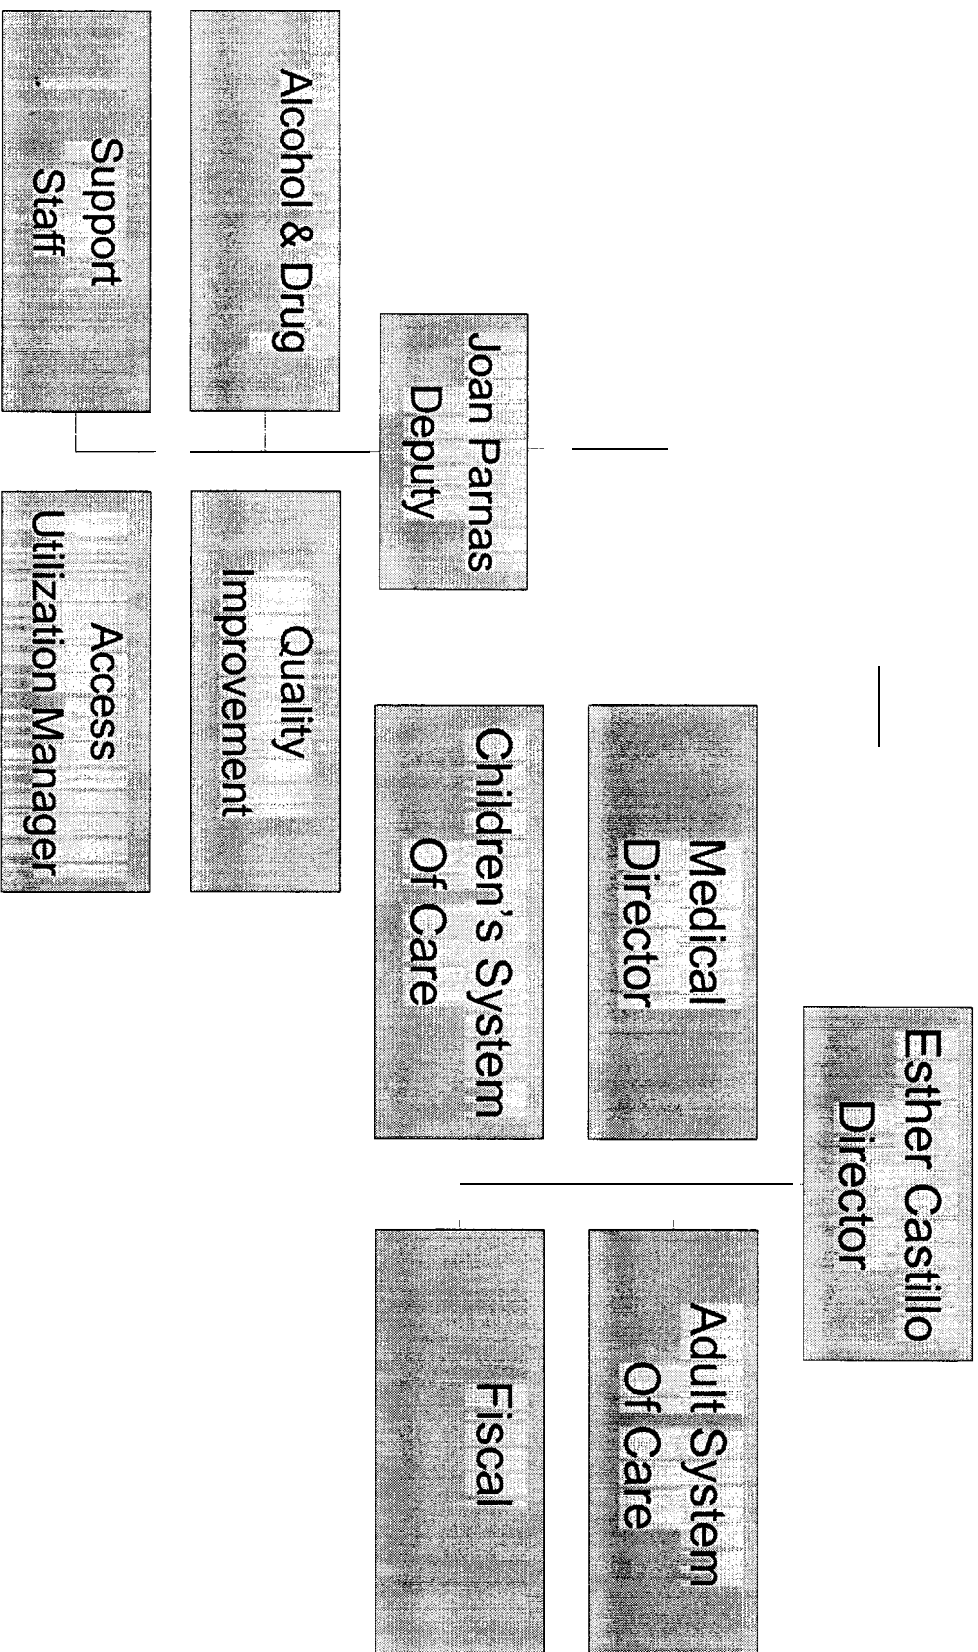 Esther Castillo
Director
Medical
Director
Adult System
Of Care
Children's System
Of Care
Fiscal
Joan Parnas
Deputy
Alcohol & Drug
Quality
Improvement
Support
Staff
Access
Utilization Manager